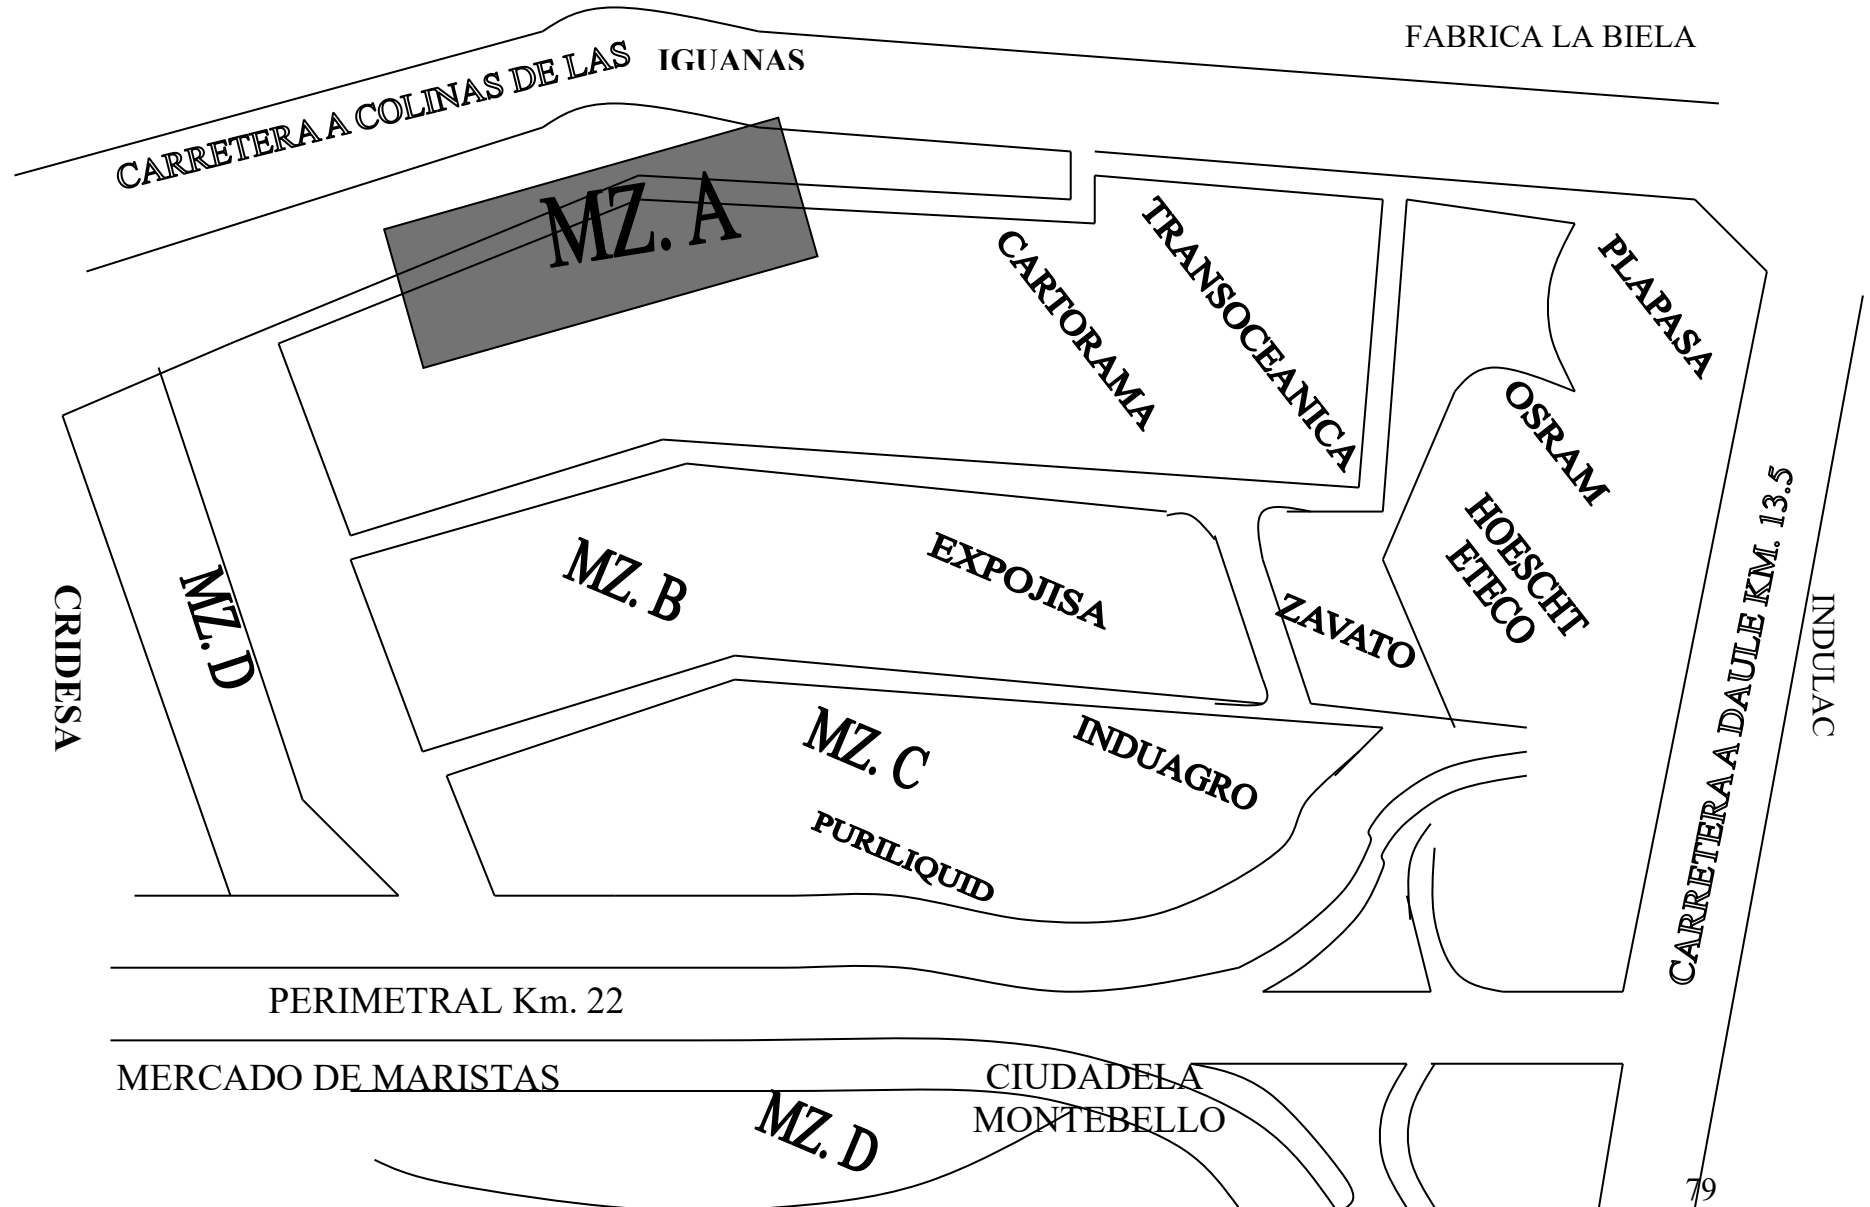 FABRICA LA BIELA
CARRETERA A COLINAS DE LAS IGUANAS
MZ. A
TRANSOCEANICA
CARTORAMA
PLAPASA
OSRAM
HOESCHT
ETECO
CARRETERA A DAULE KM. 13.5
INDULAC
CRIDESA
MZ. D
MZ. B
EXPOJISA
ZAVATO
MZ. C
INDUAGRO
PURILIQUID
PERIMETRAL Km. 22
MERCADO DE MARISTAS
CIUDADELA
MONTEBELLO
MZ. D
79